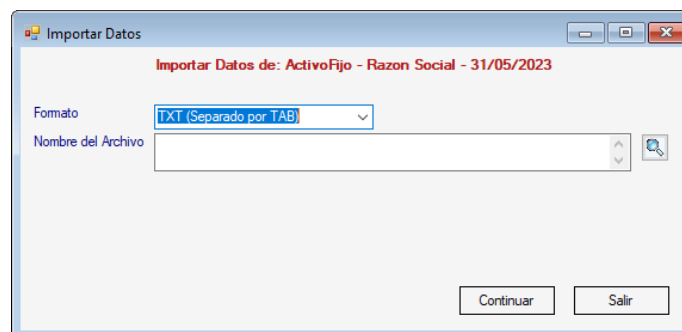 Importar Datos
Importar Datos de: ActivoFijo - Razon Social - 31/05/2023
Formato
TXT (Separado por TAB)
Nombre del Archivo
Continuar
Salir